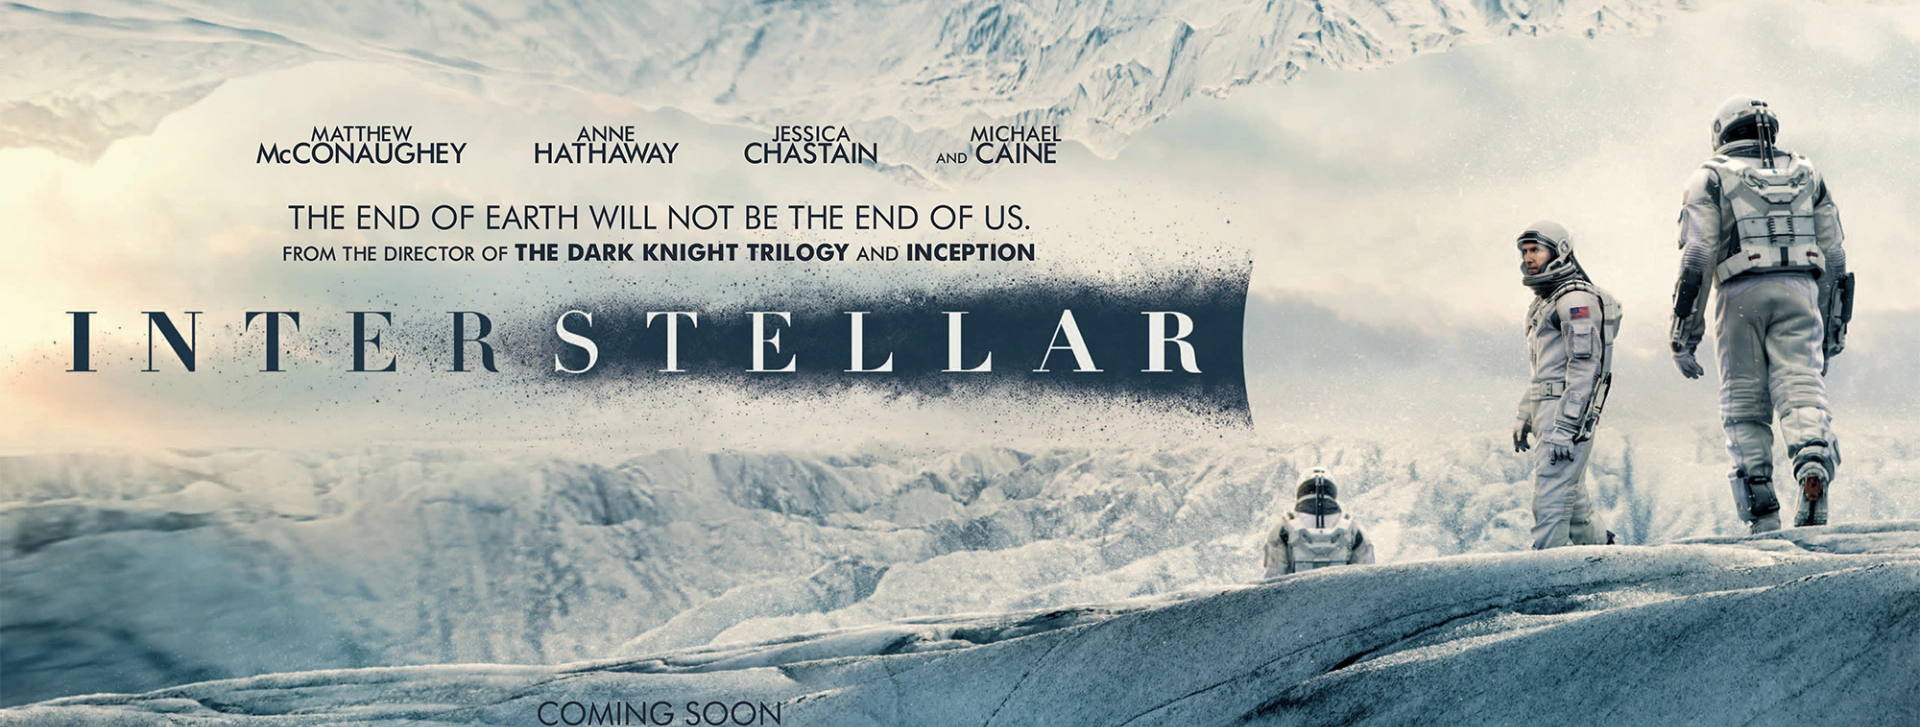 MATTHEW McCONAUGHEY
ANNE HATHAWAY
JESSICA CHASTAIN
AND MICHAEL CAINE
THE END OF EARTH WILL NOT BE THE END OF US.
FROM THE DIRECTOR OF THE DARK KNIGHT TRILOGY AND INCEPTION
INTERSTELLAR
COMING SOON